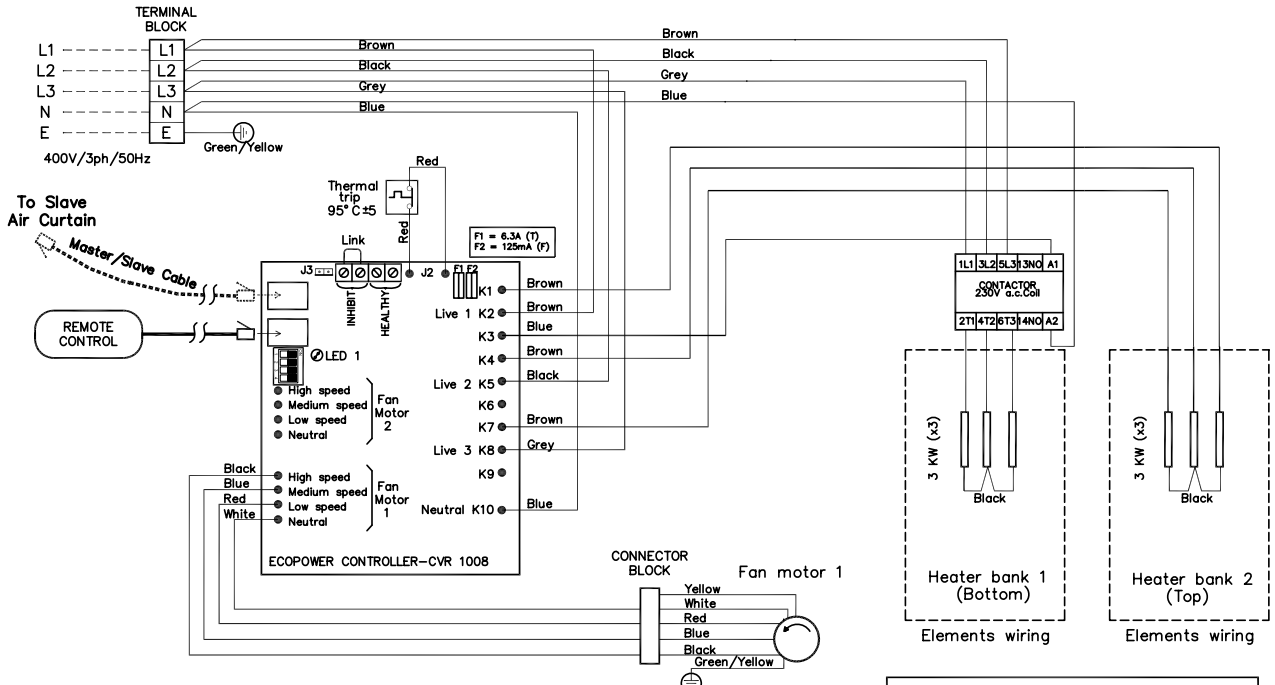 TERMINAL
BLOCK
L1 L1
L2 L2
L3 L3
N N
E E
400V/3ph/50Hz
Brown
Black
Grey
Blue
Green/Yellow
Brown
Black
Grey
Blue
To Slave
Air Curtain
Master/Slave Cable
REMOTE
CONTROL
Thermal
trip
95°C±5
Red
Red
Link
F1 = 6.3A (T)
F2 = 125mA (F)
J3
J2
F1 F2
INHIBIT
HEALTHY
LED 1
High speed
Medium speed
Low speed
Neutral
Fan
Motor
2
High speed
Medium speed
Low speed
Neutral
Fan
Motor
1
K1
Live 1 K2
K3
K4
Live 2 K5
K6
K7
Live 3 K8
K9
Neutral K10
Brown
Brown
Blue
Brown
Black
Brown
Grey
Blue
Black
Blue
Red
White
ECOPOWER CONTROLLER-CVR 1008
CONNECTOR
BLOCK
Fan motor 1
Yellow
White
Red
Blue
Black
Green/Yellow
1L1 3L2 5L3 13NO A1
CONTACTOR
230V a.c.Coil
2T1 4T2 6T3 14NO A2
3 KW (x3)
Black
Heater bank 1
(Bottom)
Elements wiring
3 KW (x3)
Black
Heater bank 2
(Top)
Elements wiring